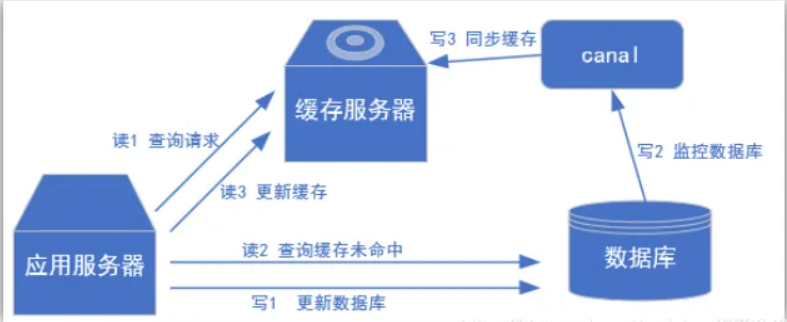 写3 同步缓存
canal
缓存服务器
读1 查询请求
写2 监控数据库
读3 更新缓存
应用服务器
读2 查询缓存未命中
数据库
写1 更新数据库